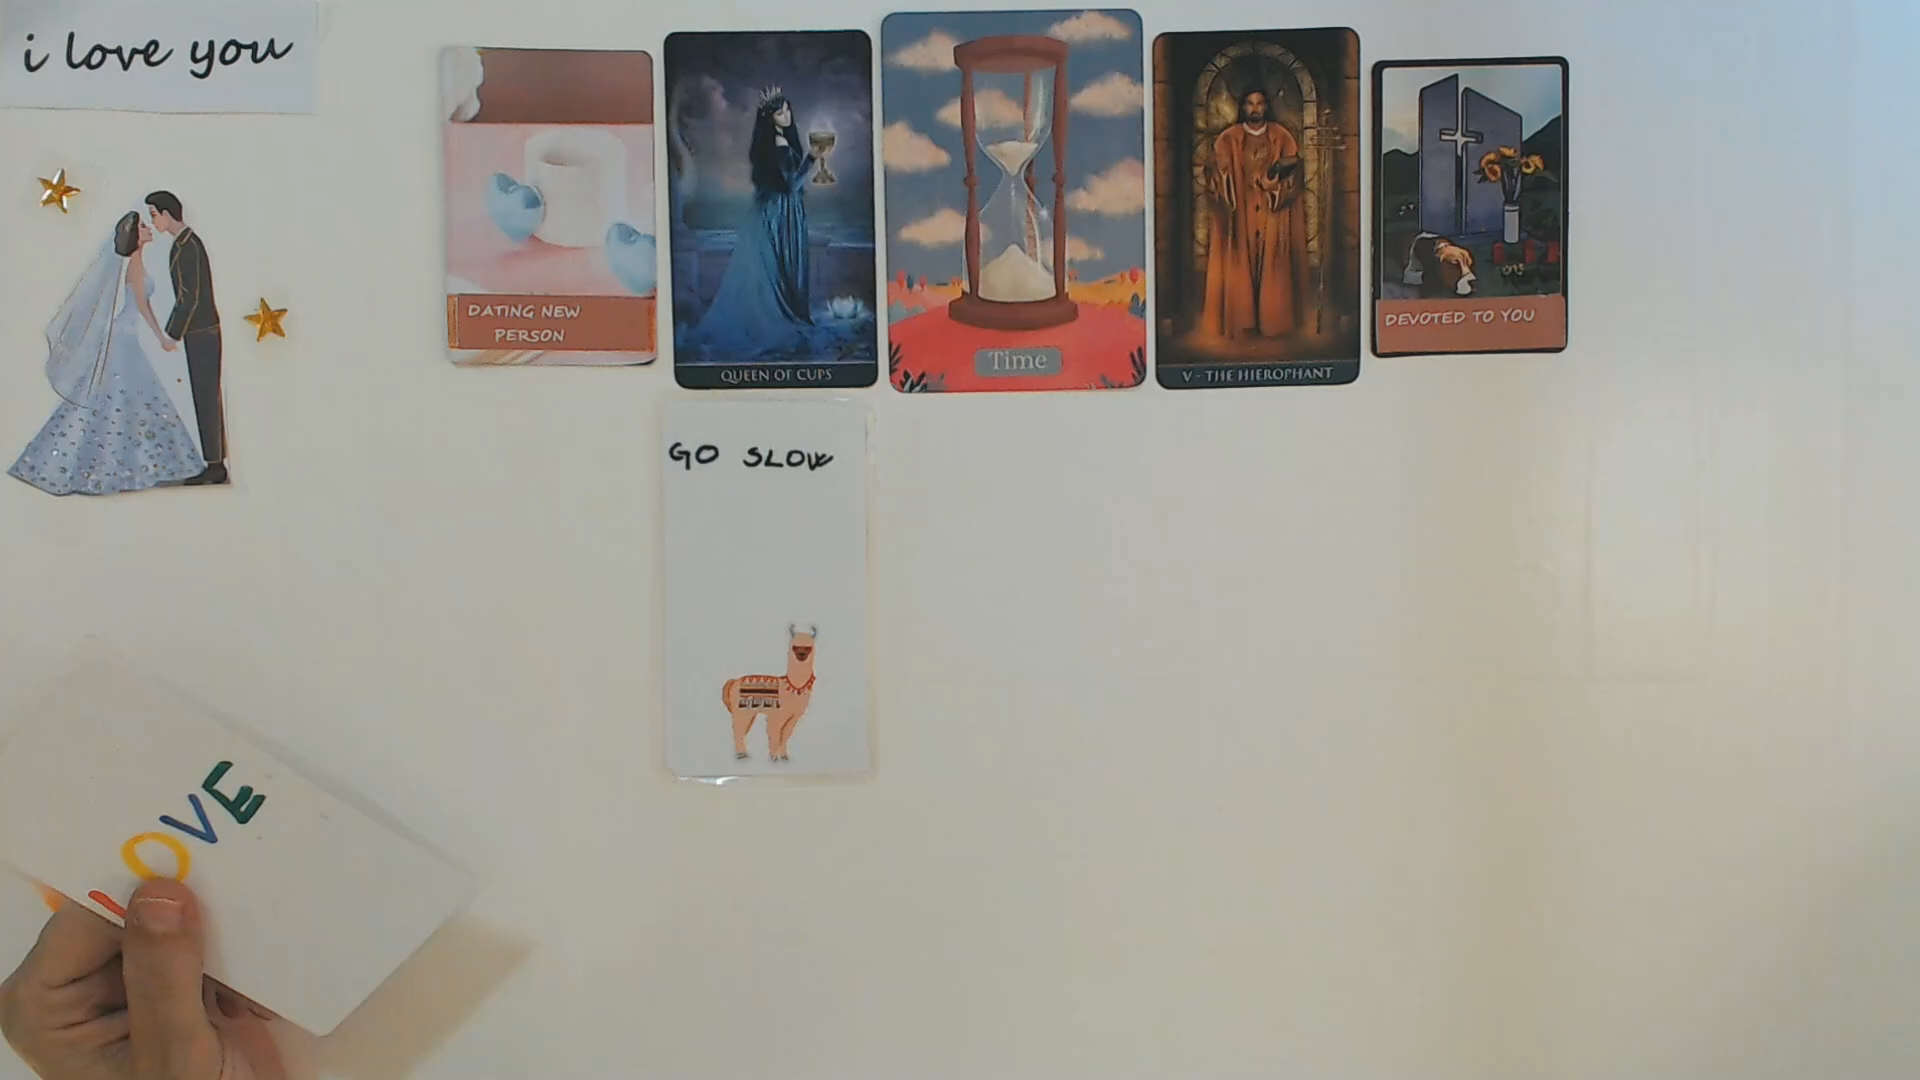 i love you
DATING NEW
PERSON
QUEEN OF CUPS
Time
V - THE HIEROPHANT
DEVOTED TO YOU
GO SLOW
LOVE